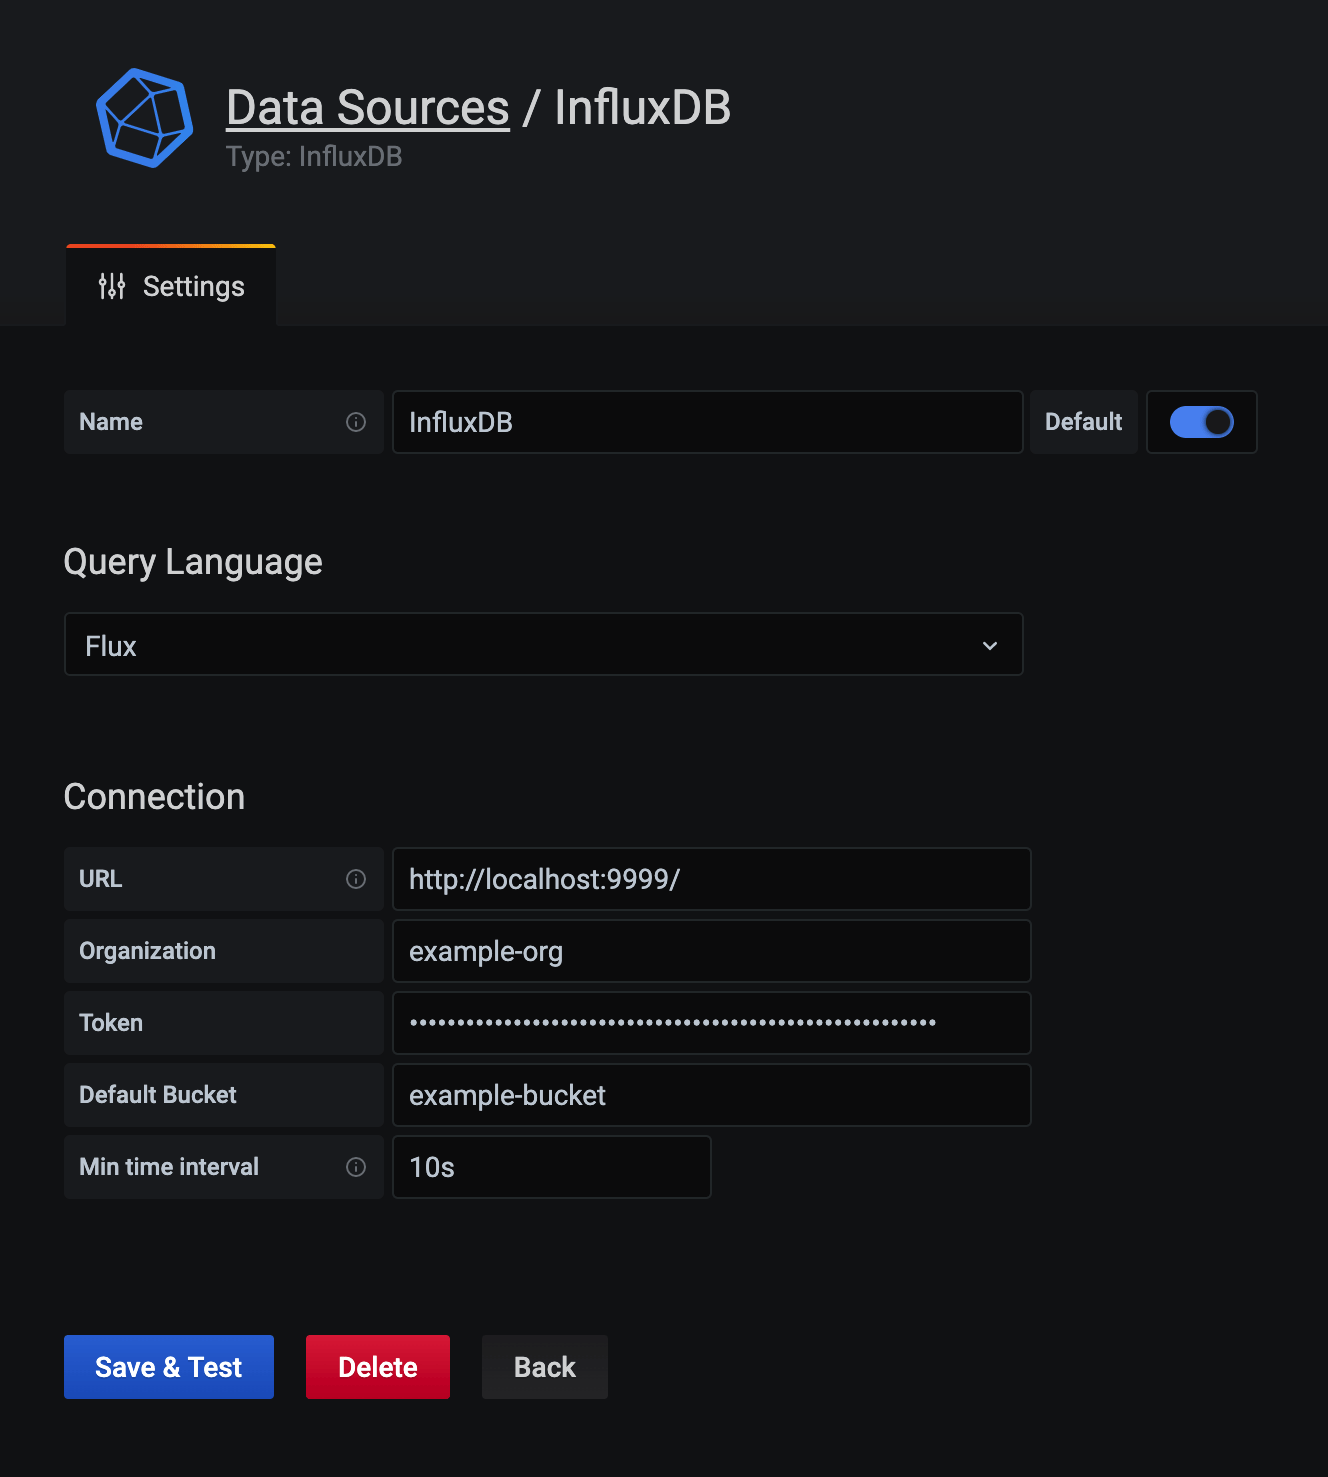 Data Sources / InfluxDB
Type: InfluxDB
Settings
Name InfluxDB Default
Query Language
Flux
Connection
URL http://localhost:9999/
Organization example-org
Token ••••••••••••••••••••••••••••••••••••••••••••••••••••••••
Default Bucket example-bucket
Min time interval 10s
Save & Test Delete Back